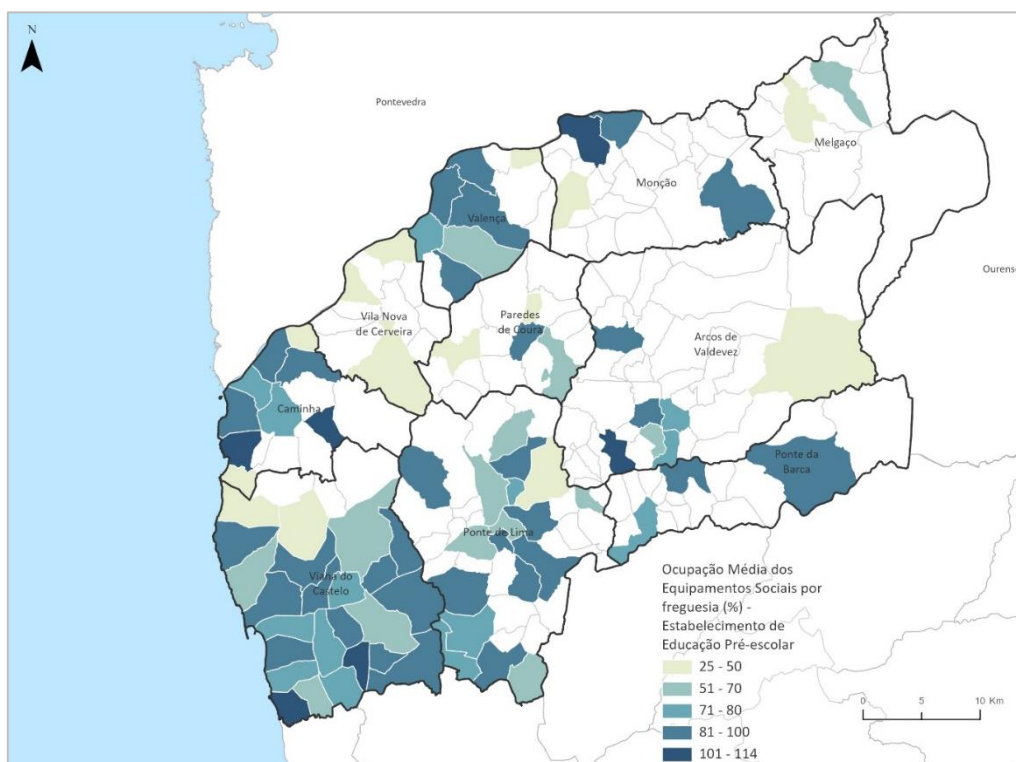 N
Pontevedra
Melgaço
Monção
Valença
Ourens
Vila Nova
de Cerveira
Paredes
de Coura
Arcos de
Valdevez
Caminha
Ponte da
Barca
Ponte de Lima
Viana do
Castelo
Ocupação Média dos
Equipamentos Sociais por
freguesia (%) -
Estabelecimento de
Educação Pré-escolar
25 - 50
51 - 70
71 - 80
81 - 100
101 - 114
0 5 10 Km